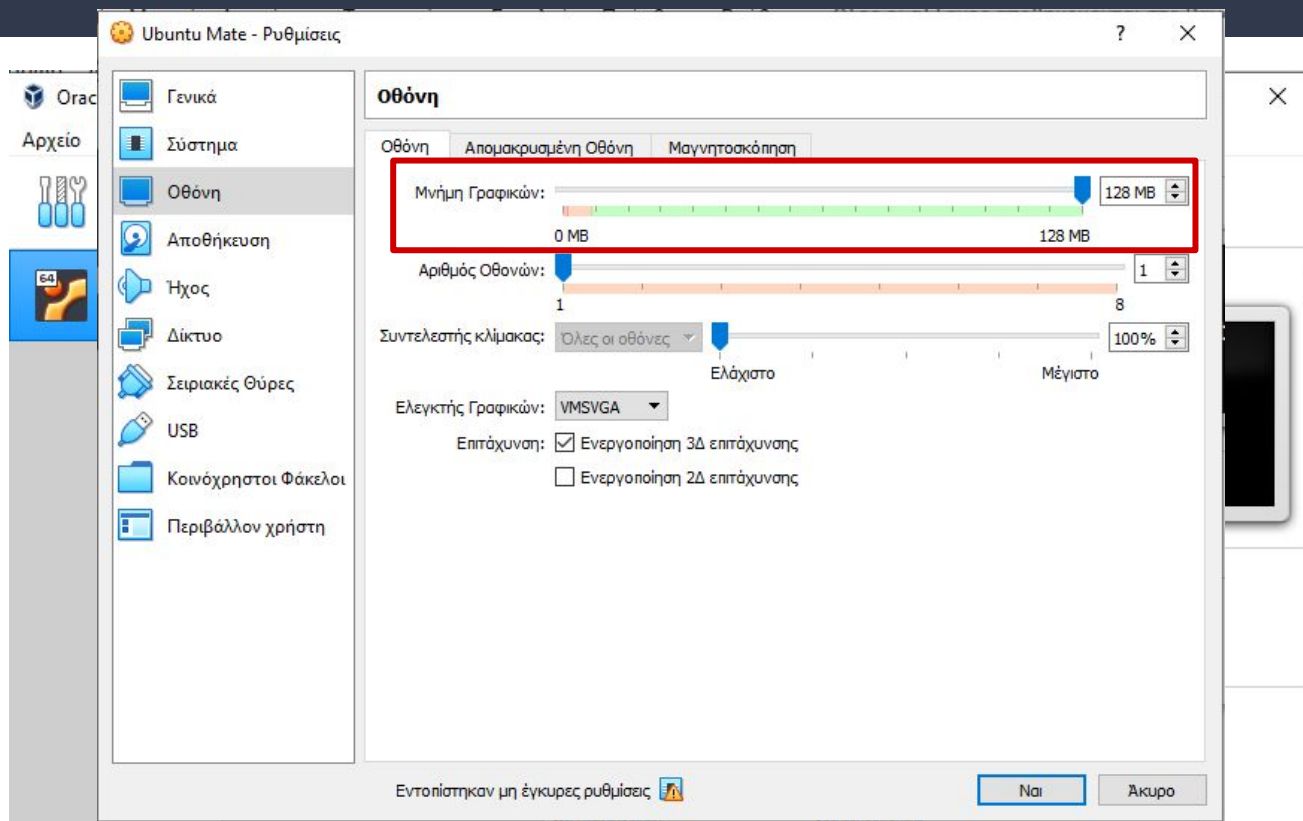 Ubuntu Mate - Ρυθμίσεις ?
Orac
Αρχείο
64
Γενικά
Σύστημα
Οθόνη
Αποθήκευση
Ήχος
Δίκτυο
Σειριακές Θύρες
USB
Κοινόχρηστοι Φάκελοι
Περιβάλλον χρήστη
Οθόνη
Οθόνη Απομακρυσμένη Οθόνη Μαγνητοσκόπηση
Μνήμη Γραφικών: 128 MB
0 MB 128 MB
Αριθμός Οθονών: 1
1 8
Συντελεστής κλίμακας: Όλες οι οθόνες 100%
Ελάχιστο Μέγιστο
Ελεγκτής Γραφικών: VMSVGA
Επιτάχυνση: Ενεργοποίηση 3Δ επιτάχυνσης
Ενεργοποίηση 2Δ επιτάχυνσης
Εντοπίστηκαν μη έγκυρες ρυθμίσεις Ναι Άκυρο